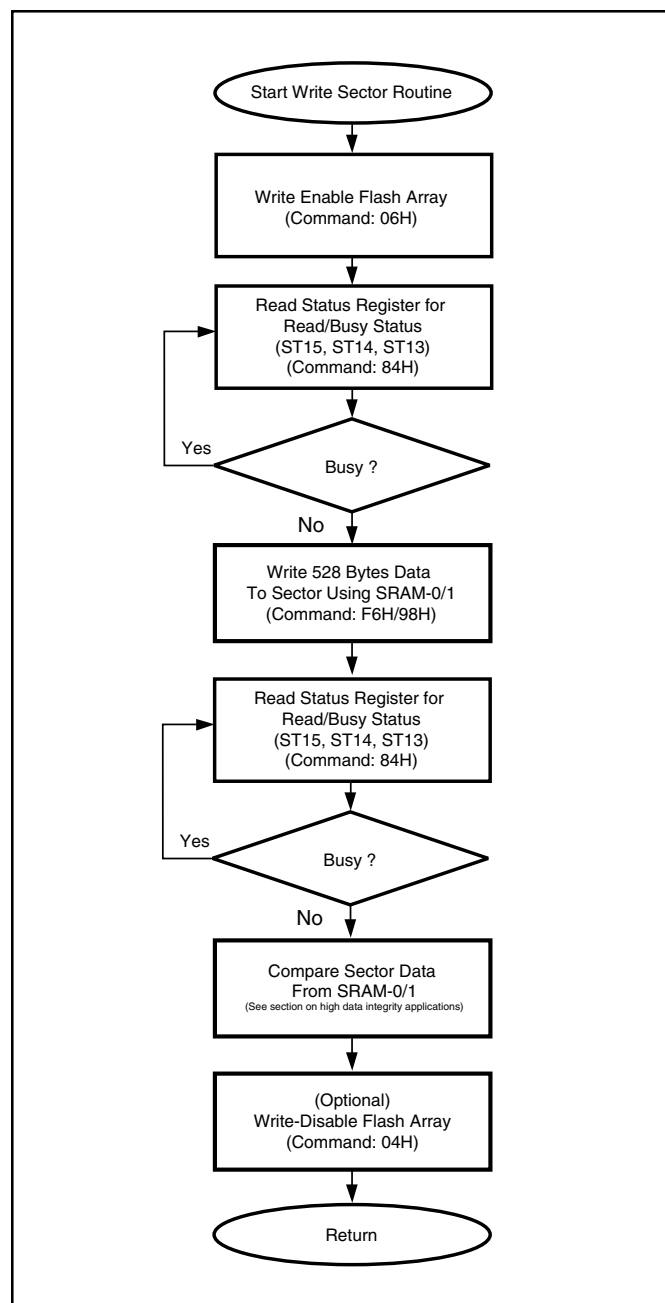 Start Write Sector Routine
Write Enable Flash Array
(Command: 06H)
Read Status Register for
Read/Busy Status
(ST15, ST14, ST13)
(Command: 84H)
Yes
Busy ?
No
Write 528 Bytes Data
To Sector Using SRAM-0/1
(Command: F6H/98H)
Read Status Register for
Read/Busy Status
(ST15, ST14, ST13)
(Command: 84H)
Yes
Busy ?
No
Compare Sector Data
From SRAM-0/1
(See section on high data integrity applications)
(Optional)
Write-Disable Flash Array
(Command: 04H)
Return